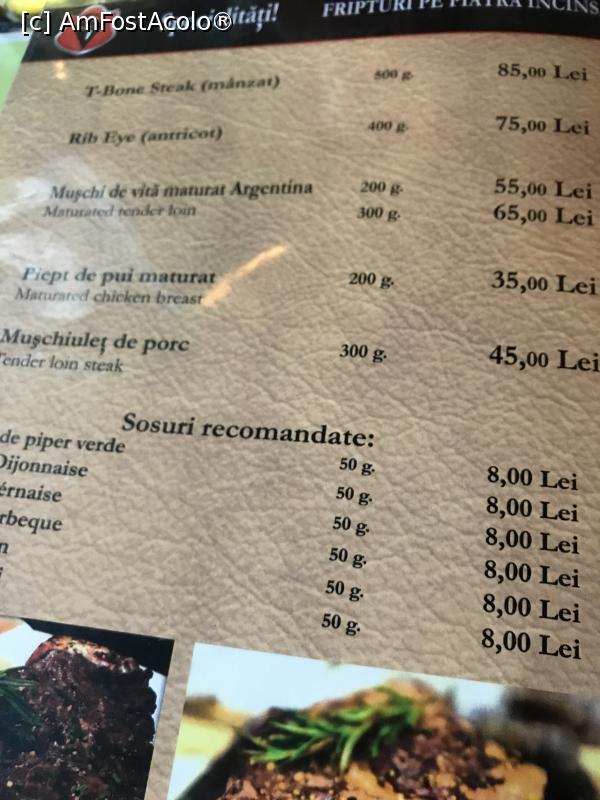 [c] AmFostAcolo®
FRIPTURI PE PIATRA INCINS
T-Bone Steak (mânzat) 500 g. 85,00 Lei
Rib Eye (antricot) 400 g. 75,00 Lei
Mușchi de vită maturat Argentina 200 g. 55,00 Lei
Maturated tender loin 300 g. 65,00 Lei
Piept de pui maturat 200 g. 35,00 Lei
Maturated chicken breast
Mușchiuleț de porc 300 g. 45,00 Lei
Tender loin steak
Sosuri recomandate:
de piper verde 50 g. 8,00 Lei
Dijonnaise 50 g. 8,00 Lei
érnaise 50 g. 8,00 Lei
rbeque 50 g. 8,00 Lei
n 50 g. 8,00 Lei
i 50 g. 8,00 Lei